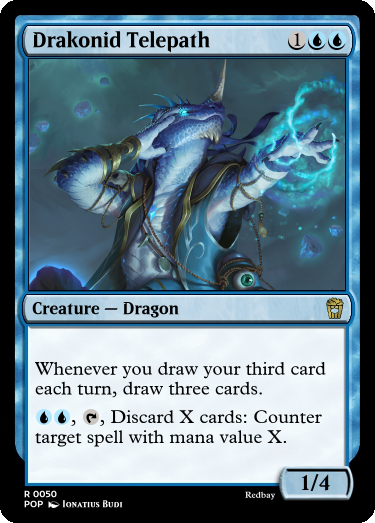 Drakonid Telepath 1
Creature — Dragon
Whenever you draw your third card
each turn, draw three cards.
, , Discard X cards: Counter
target spell with mana value X.
1/4
R 0050
POP Ionatius Budi
Redbay